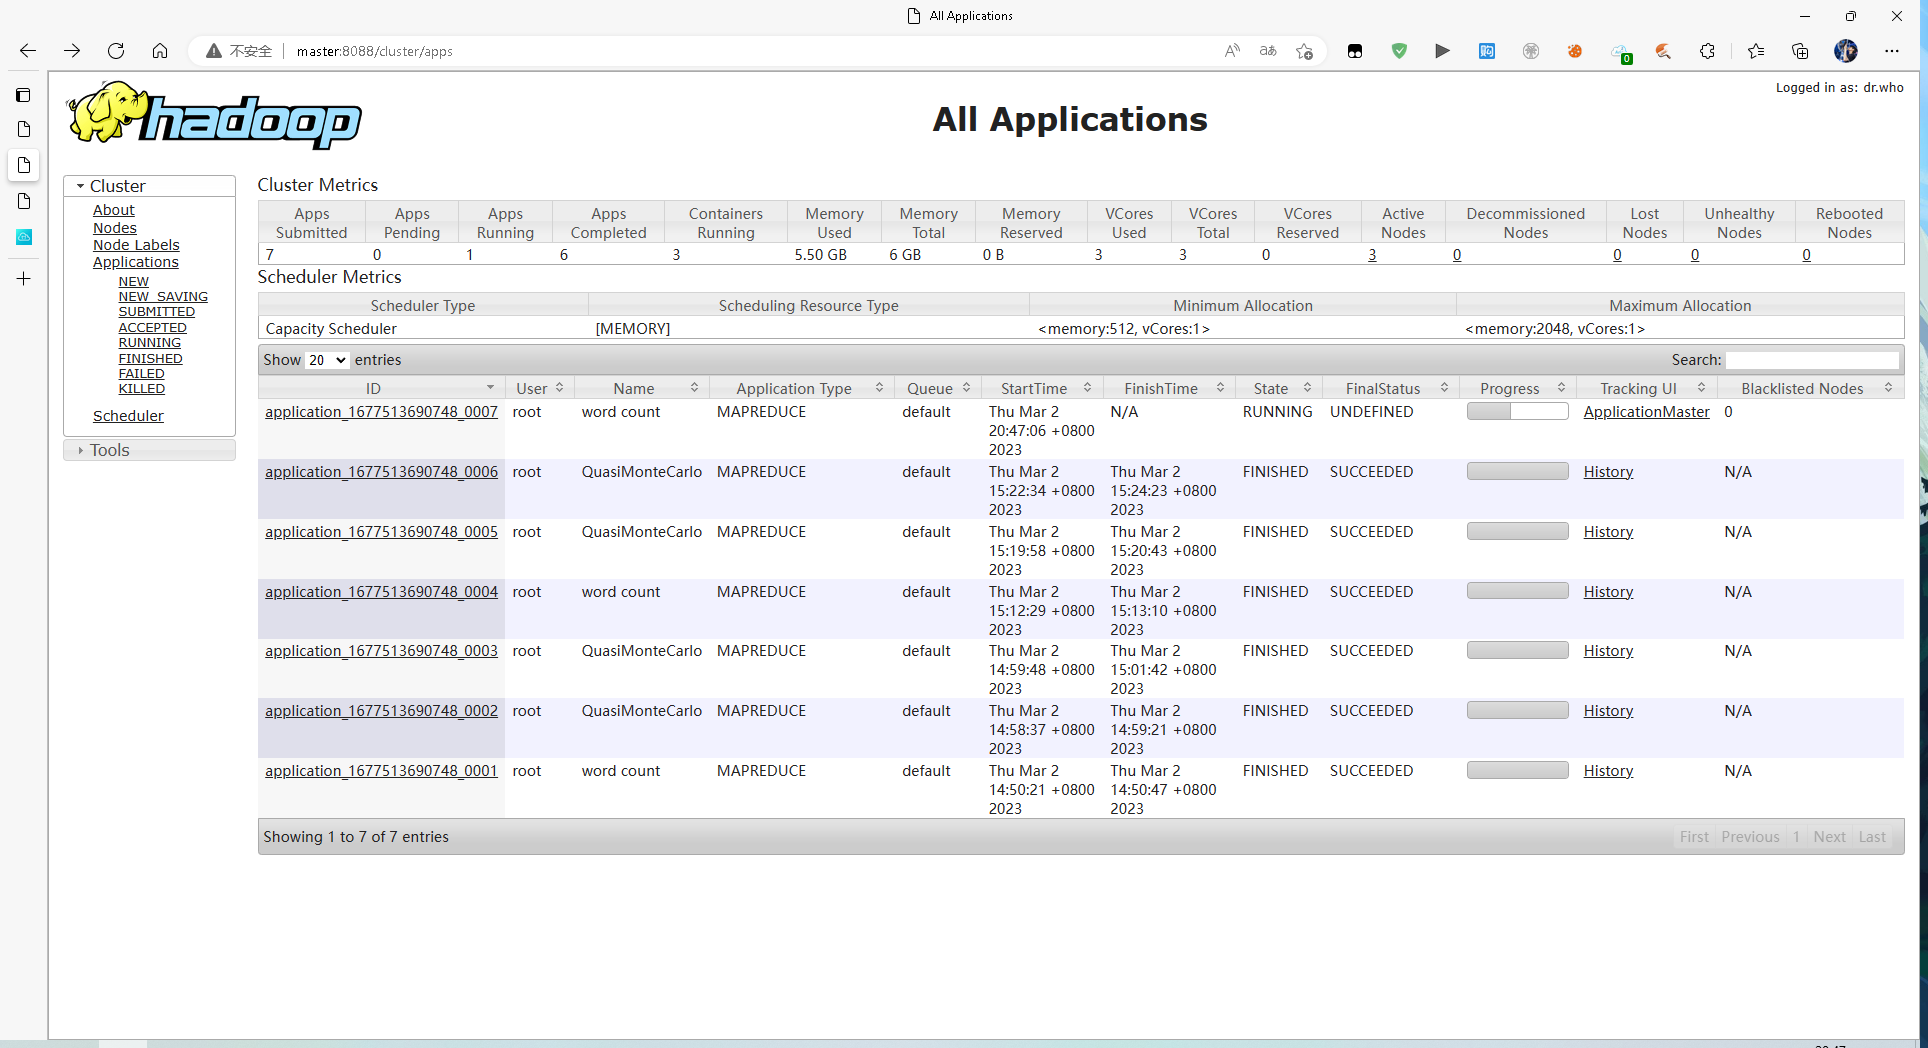 All Applications
不安全 master:8088/cluster/apps
0
Logged in as: dr.who
hadoop
All Applications
Cluster
About
Nodes
Node Labels
Applications
NEW
NEW_SAVING
SUBMITTED
ACCEPTED
RUNNING
FINISHED
FAILED
KILLED
Scheduler
Tools
Cluster Metrics
Apps Submitted Apps Pending Apps Running Apps Completed Containers Running Memory Used Memory Total Memory Reserved VCores Used VCores Total VCores Reserved Active Nodes Decommissioned Nodes Lost Nodes Unhealthy Nodes Rebooted Nodes
7 0 1 6 3 5.50 GB 6 GB 0 B 3 3 0 3 0 0 0 0
Scheduler Metrics
Scheduler Type Scheduling Resource Type Minimum Allocation Maximum Allocation
Capacity Scheduler [MEMORY] <memory:512, vCores:1> <memory:2048, vCores:1>
Show 20 entries Search:
ID User Name Application Type Queue StartTime FinishTime State FinalStatus Progress Tracking UI Blacklisted Nodes
application_1677513690748_0007 root word count MAPREDUCE default Thu Mar 2 20:47:06 +0800 2023 N/A RUNNING UNDEFINED ApplicationMaster 0
application_1677513690748_0006 root QuasiMonteCarlo MAPREDUCE default Thu Mar 2 15:22:34 +0800 2023 Thu Mar 2 15:24:23 +0800 2023 FINISHED SUCCEEDED History N/A
application_1677513690748_0005 root QuasiMonteCarlo MAPREDUCE default Thu Mar 2 15:19:58 +0800 2023 Thu Mar 2 15:20:43 +0800 2023 FINISHED SUCCEEDED History N/A
application_1677513690748_0004 root word count MAPREDUCE default Thu Mar 2 15:12:29 +0800 2023 Thu Mar 2 15:13:10 +0800 2023 FINISHED SUCCEEDED History N/A
application_1677513690748_0003 root QuasiMonteCarlo MAPREDUCE default Thu Mar 2 14:59:48 +0800 2023 Thu Mar 2 15:01:42 +0800 2023 FINISHED SUCCEEDED History N/A
application_1677513690748_0002 root QuasiMonteCarlo MAPREDUCE default Thu Mar 2 14:58:37 +0800 2023 Thu Mar 2 14:59:21 +0800 2023 FINISHED SUCCEEDED History N/A
application_1677513690748_0001 root word count MAPREDUCE default Thu Mar 2 14:50:21 +0800 2023 Thu Mar 2 14:50:47 +0800 2023 FINISHED SUCCEEDED History N/A
Showing 1 to 7 of 7 entries First Previous 1 Next Last